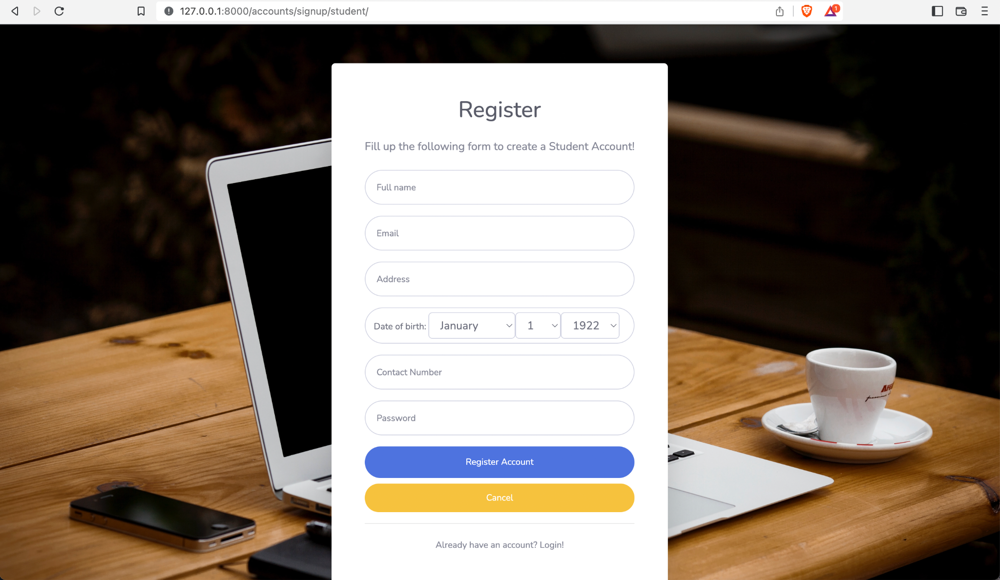 127.0.0.1:8000/accounts/signup/student/
1
Register
Fill up the following form to create a Student Account!
Full name
Email
Address
Date of birth: January 1 1922
Contact Number
Password
Register Account
Cancel
Already have an account? Login!